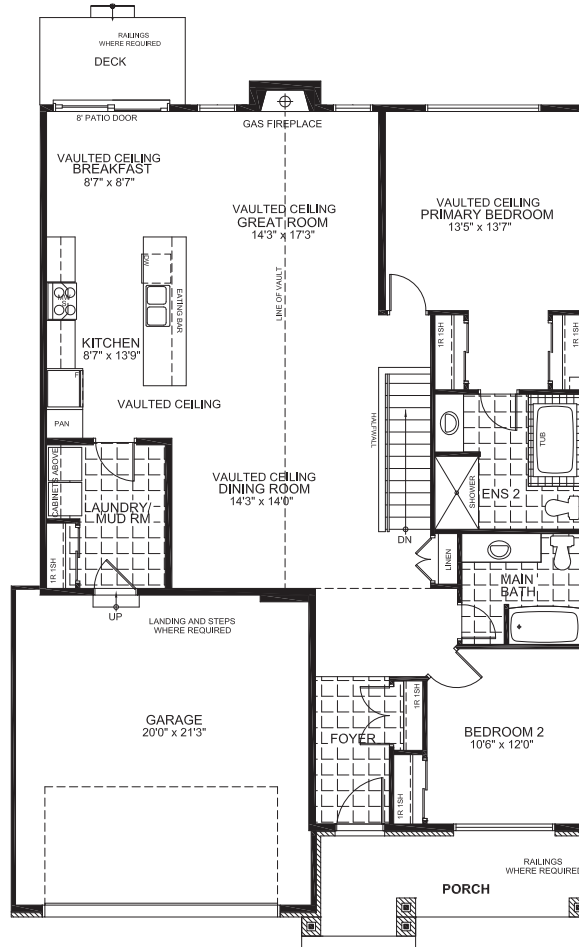 RAILINGS
WHERE REQUIRED
DECK
8' PATIO DOOR
GAS FIREPLACE
VAULTED CEILING
BREAKFAST
8'7" x 8'7"
VAULTED CEILING
GREAT ROOM
14'3" x 17'3"
VAULTED CEILING
PRIMARY BEDROOM
13'5" x 13'7"
DW
EATING BAR
LINE OF VAULT
KITCHEN
8'7" x 13'9"
1R 1SH
1R 1SH
VAULTED CEILING
PAN
HALFWALL
TUB
CABINETS ABOVE
LAUNDRY/
MUD RM
VAULTED CEILING
DINING ROOM
14'3" x 14'0"
SHOWER
ENS 2
DN
LINEN
MAIN
BATH
1R 1SH
UP
LANDING AND STEPS
WHERE REQUIRED
GARAGE
20'0" x 21'3"
FOYER
1R 1SH
BEDROOM 2
10'6" x 12'0"
1R 1SH
RAILINGS
WHERE REQUIRED
PORCH